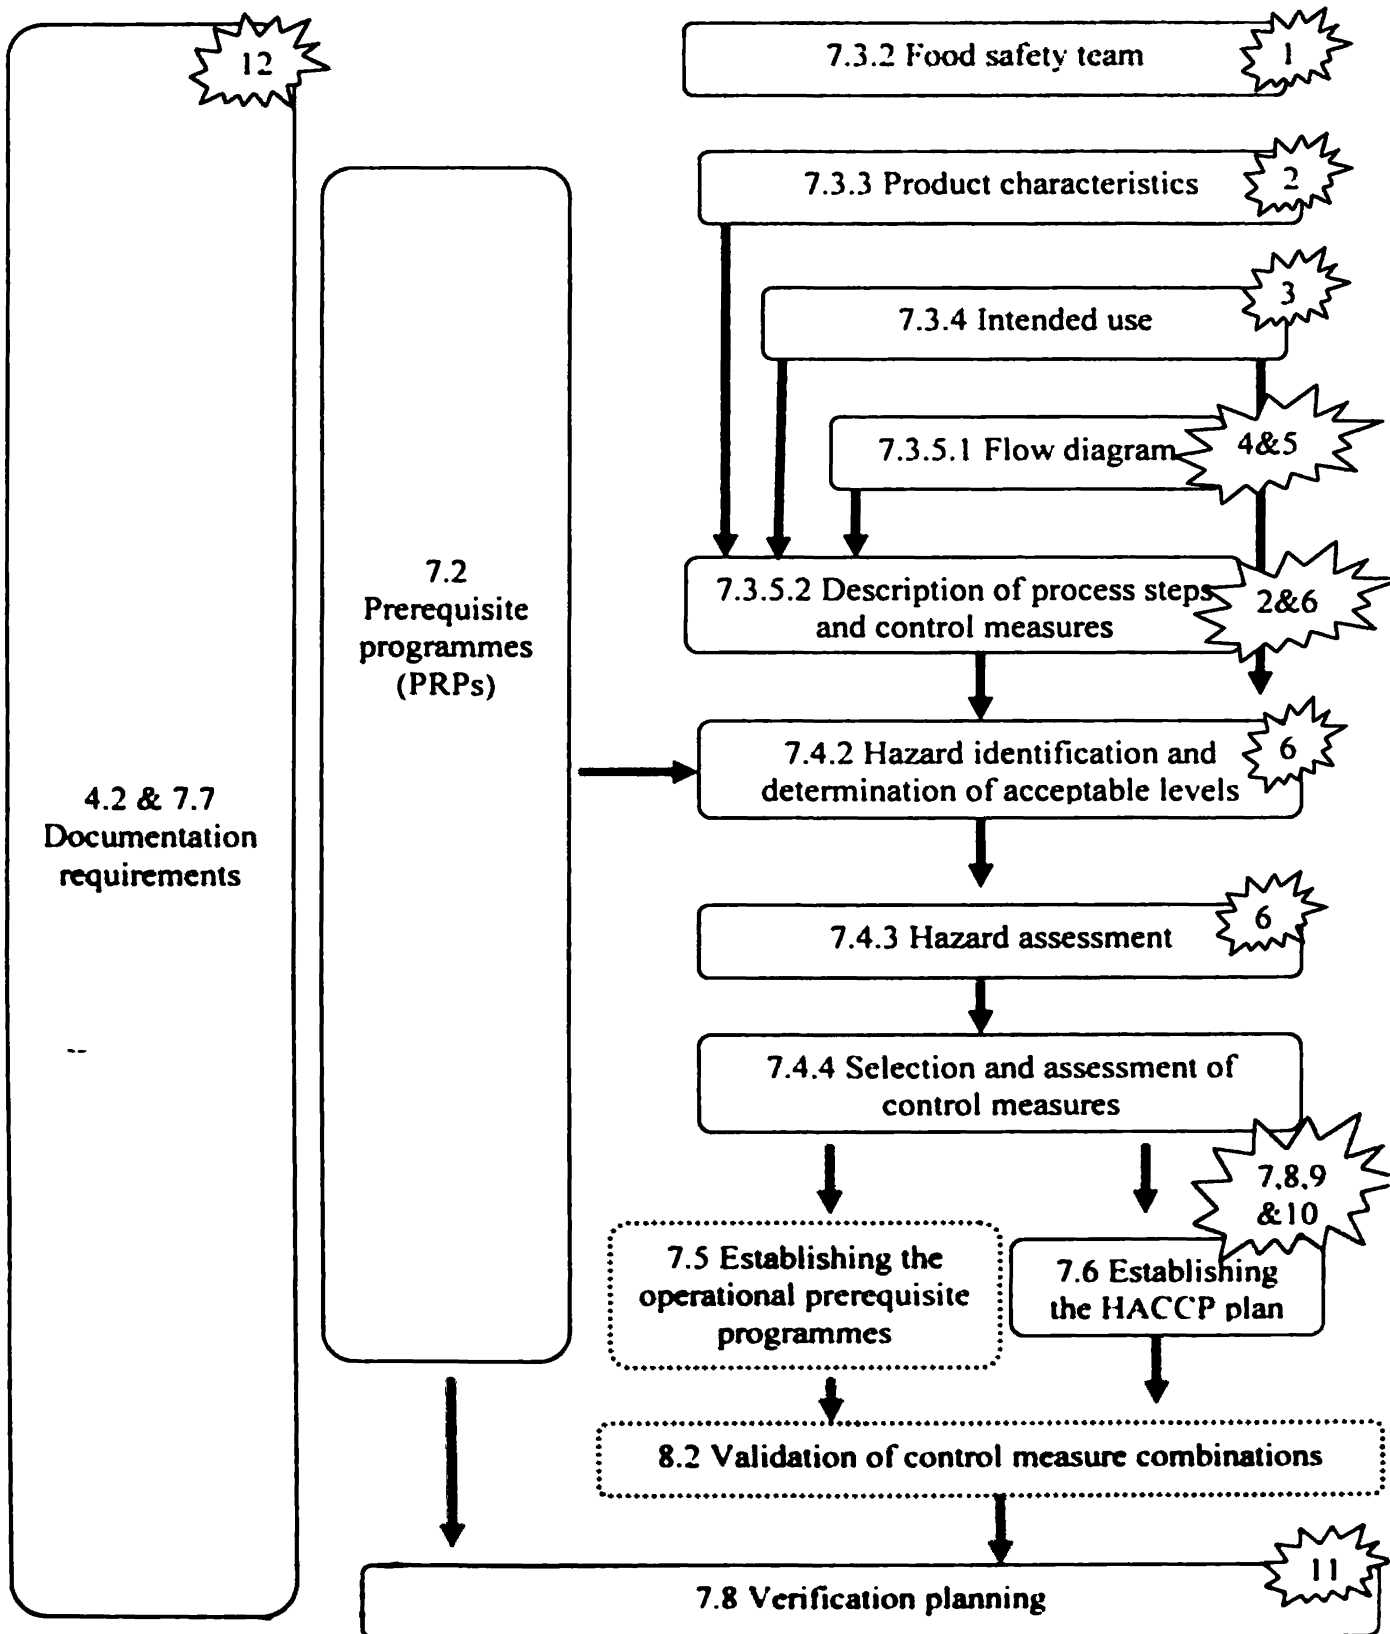 12
7.3.2 Food safety team
1
7.3.3 Product characteristics
2
7.3.4 Intended use
3
7.3.5.1 Flow diagram
4&5
7.3.5.2 Description of process steps
and control measures
2&6
7.2
Prerequisite
programmes
(PRPs)
7.4.2 Hazard identification and
determination of acceptable levels
6
4.2 & 7.7
Documentation
requirements
7.4.3 Hazard assessment
6
7.4.4 Selection and assessment of
control measures
7,8,9
&10
7.5 Establishing the
operational prerequisite
programmes
7.6 Establishing
the HACCP plan
8.2 Validation of control measure combinations
7.8 Verification planning
11